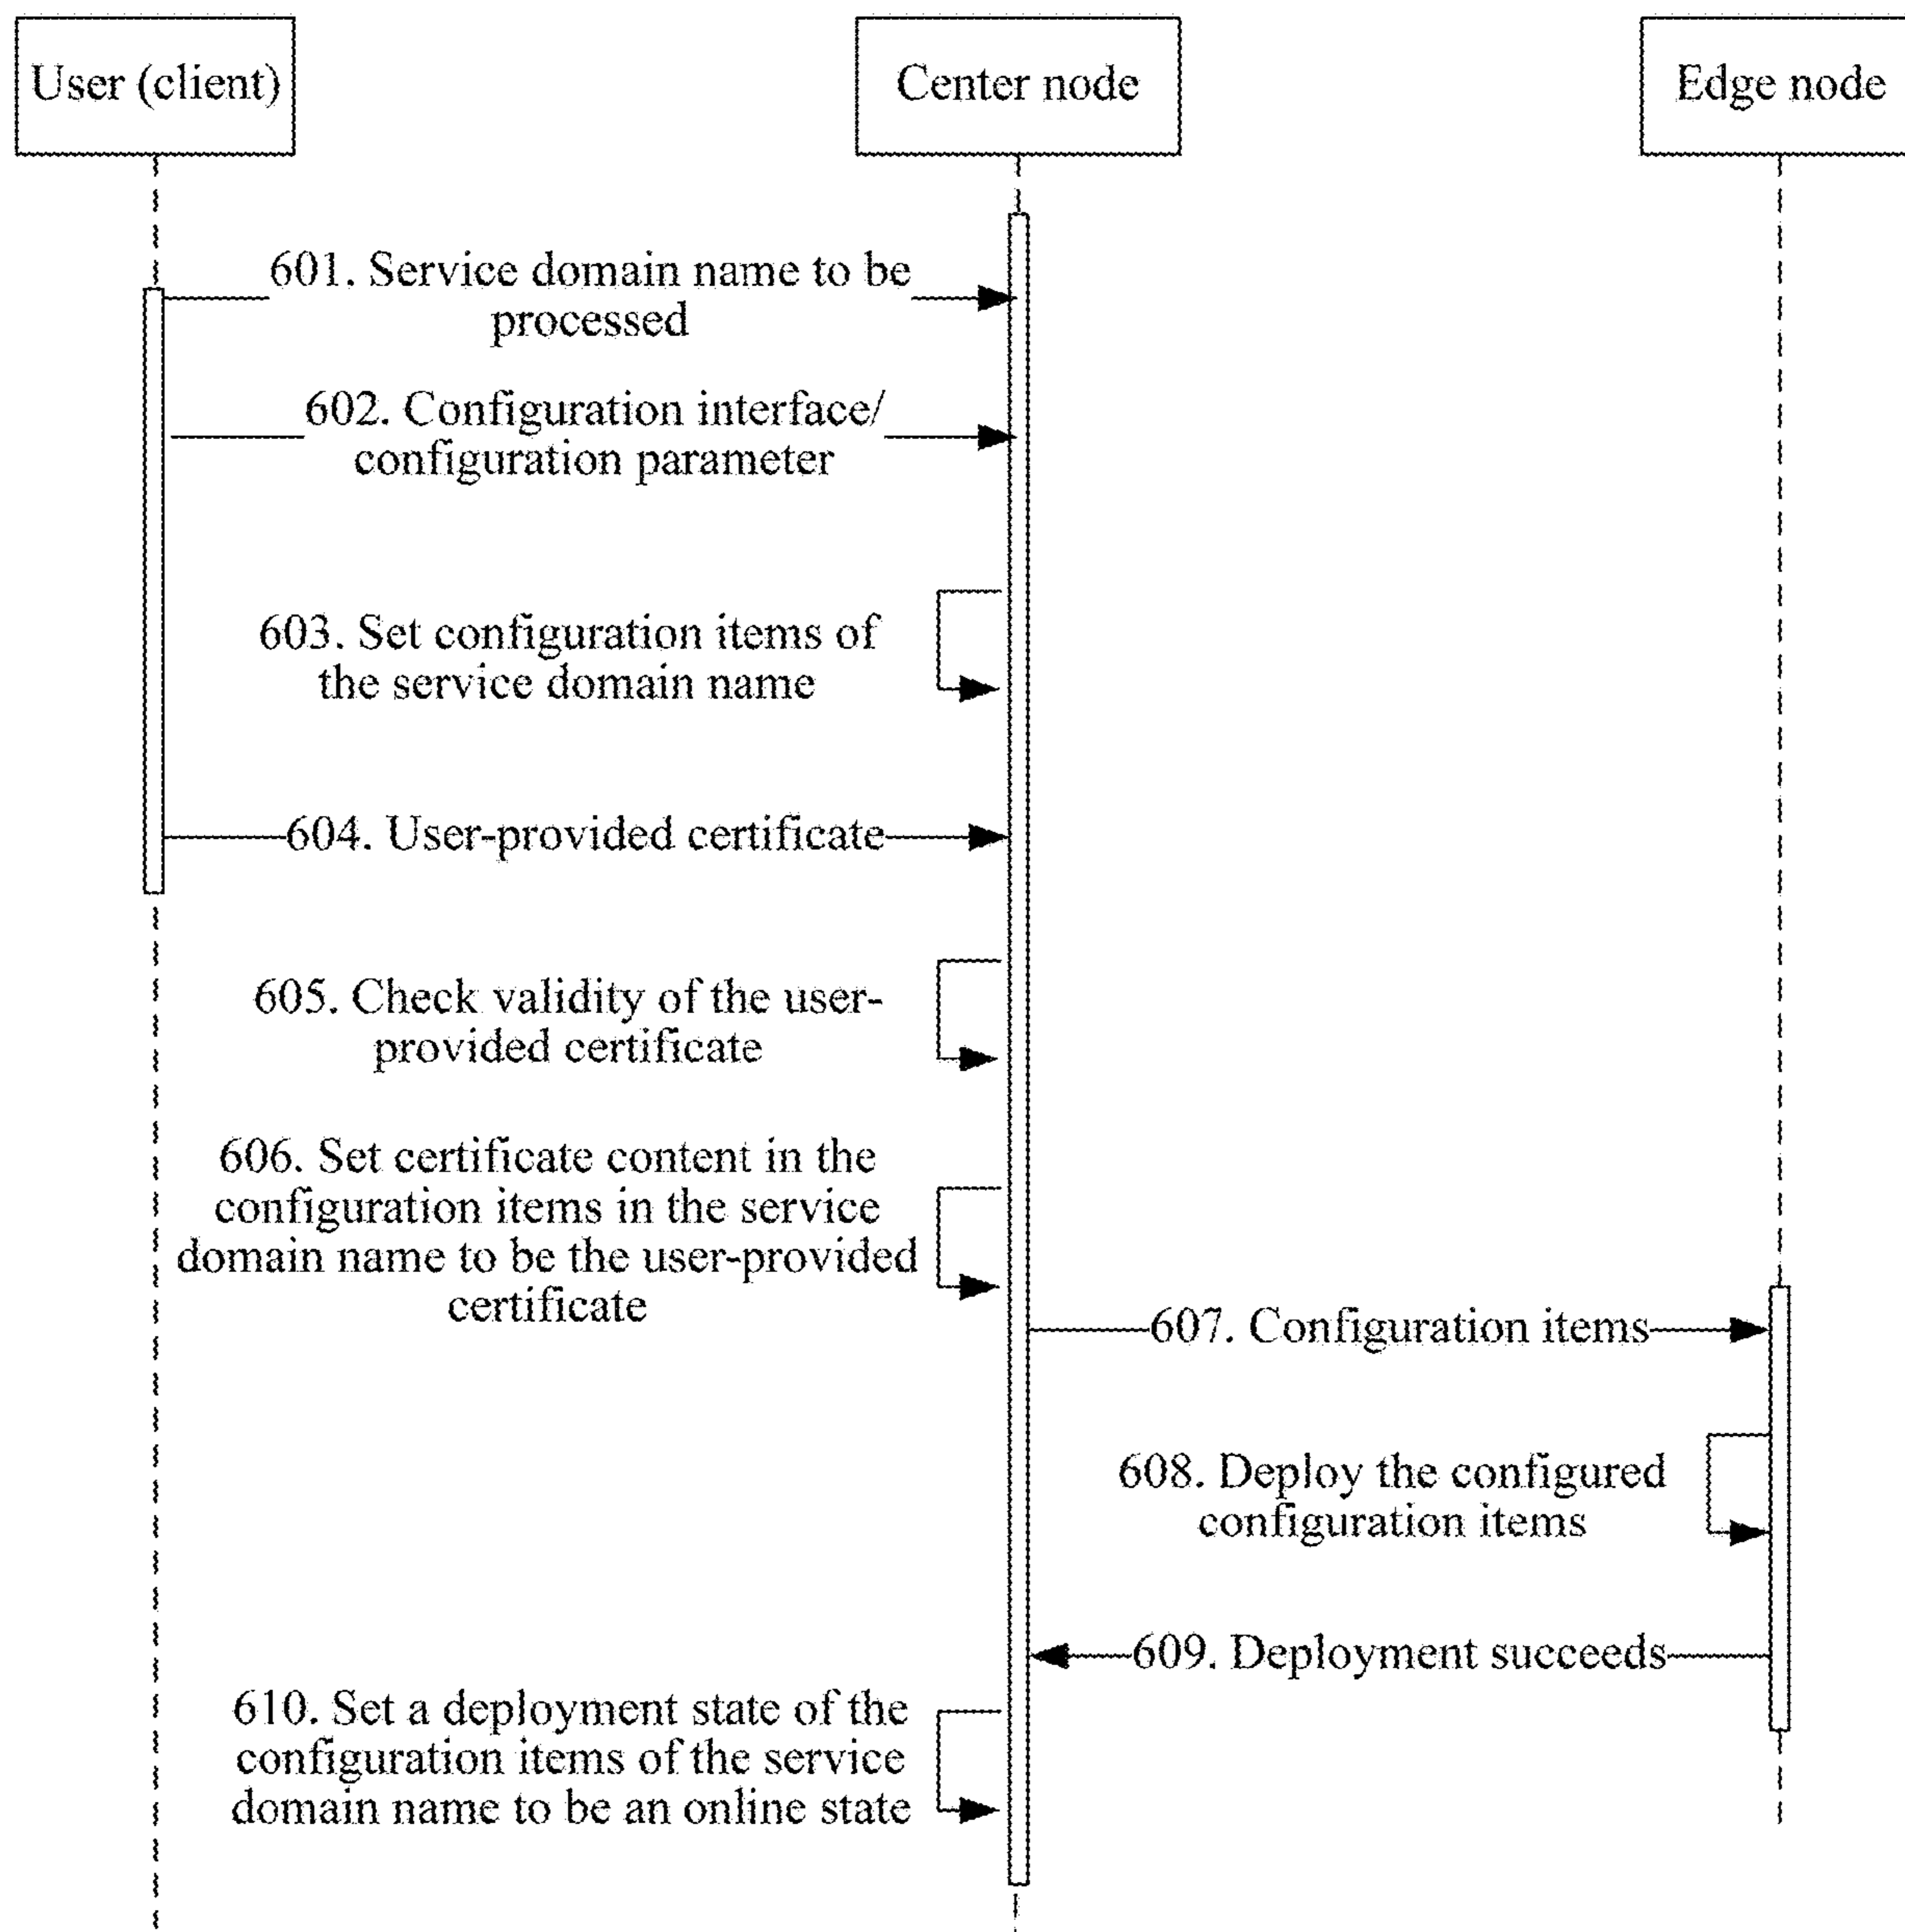 User (client)
Center node
Edge node
601. Service domain name to be
processed
602. Configuration interface/
configuration parameter
603. Set configuration items of
the service domain name
604. User-provided certificate
605. Check validity of the user-
provided certificate
606. Set certificate content in the
configuration items in the service
domain name to be the user-provided
certificate
607. Configuration items
608. Deploy the configured
configuration items
609. Deployment succeeds
610. Set a deployment state of the
configuration items of the service
domain name to be an online state